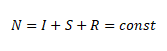 N = I + S + R = const